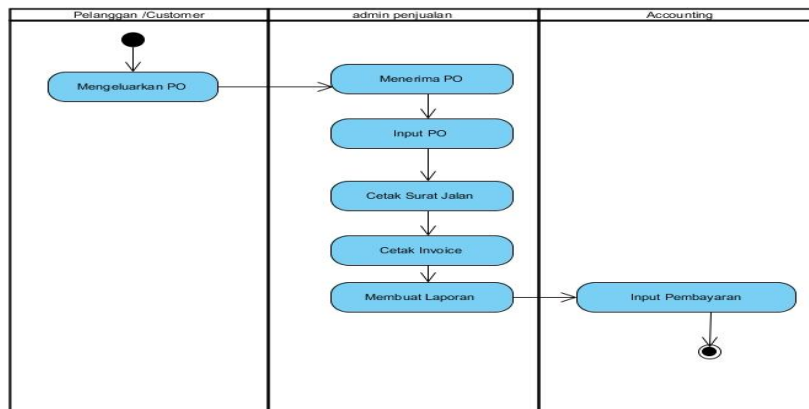 Pelanggan /Customer
admin penjualan
Accounting
Mengeluarkan PO
Menerima PO
Input PO
Cetak Surat Jalan
Cetak Invoice
Membuat Laporan
Input Pembayaran